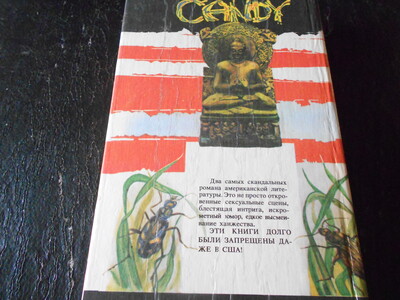 CANDY
Два самых скандальных
романа американской лите-
ратуры. Это не просто откро-
венные сексуальные сцены,
блестящая интрига, искро-
метный юмор, едкое высмеи-
вание ханжества.
ЭТИ КНИГИ ДОЛГО
БЫЛИ ЗАПРЕЩЕНЫ ДА-
ЖЕ В США!